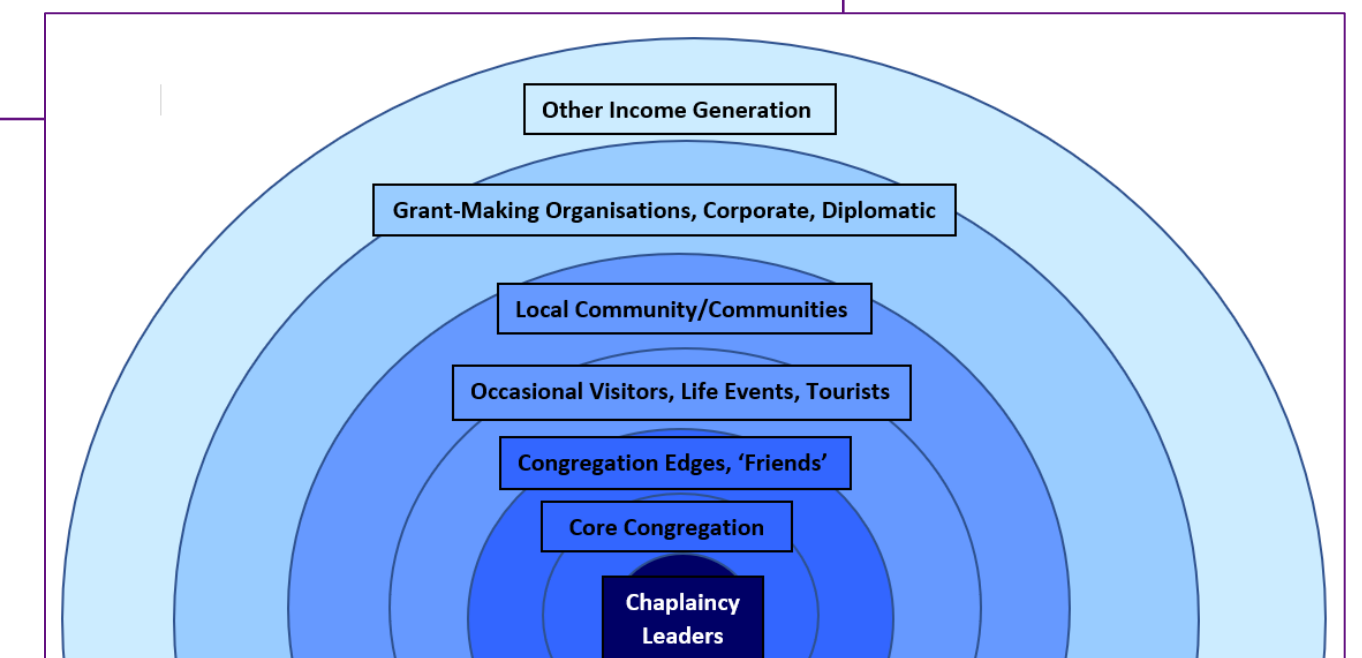 Other Income Generation
Grant-Making Organisations, Corporate, Diplomatic
Local Community/Communities
Occasional Visitors, Life Events, Tourists
Congregation Edges, ‘Friends’
Core Congregation
Chaplaincy
Leaders